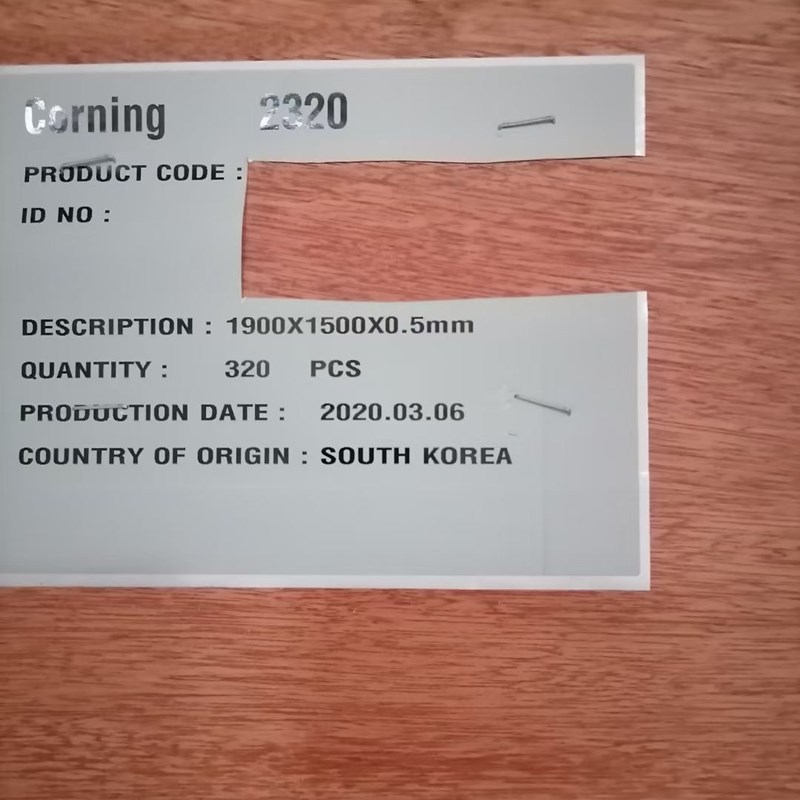 Corning 2320
PRODUCT CODE :
ID NO :
DESCRIPTION : 1900X1500X0.5mm
QUANTITY : 320 PCS
PRODUCTION DATE : 2020.03.06
COUNTRY OF ORIGIN : SOUTH KOREA